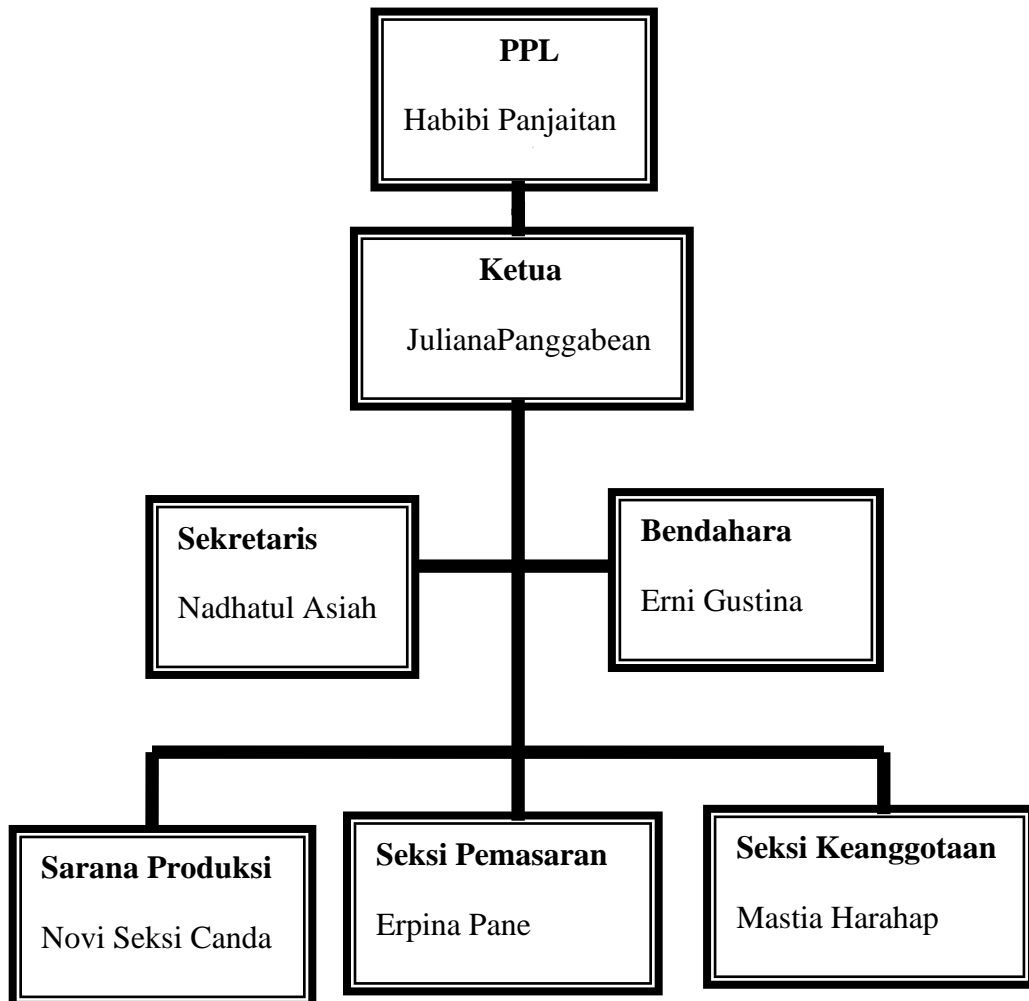 PPL
Habibi Panjaitan
Ketua
JulianaPanggabean
Sekretaris
Nadhatul Asiah
Bendahara
Erni Gustina
Sarana Produksi
Novi Seksi Canda
Seksi Pemasaran
Erpina Pane
Seksi Keanggotaan
Mastia Harahap